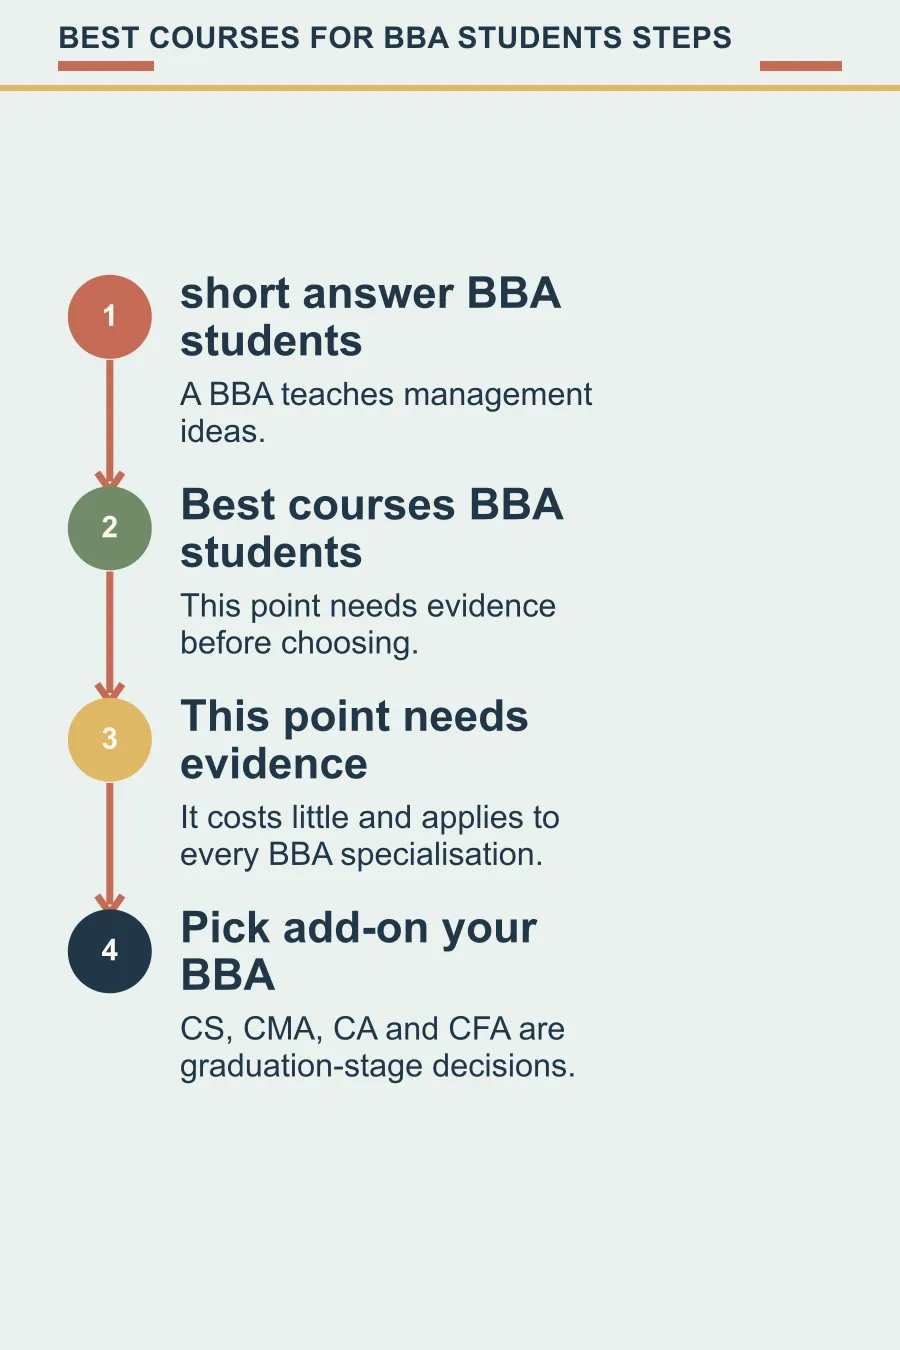 BEST COURSES FOR BBA STUDENTS STEPS
1
short answer BBA
students
A BBA teaches management
ideas.
2
Best courses BBA
students
This point needs evidence
before choosing.
3
This point needs
evidence
It costs little and applies to
every BBA specialisation.
4
Pick add-on your
BBA
CS, CMA, CA and CFA are
graduation-stage decisions.